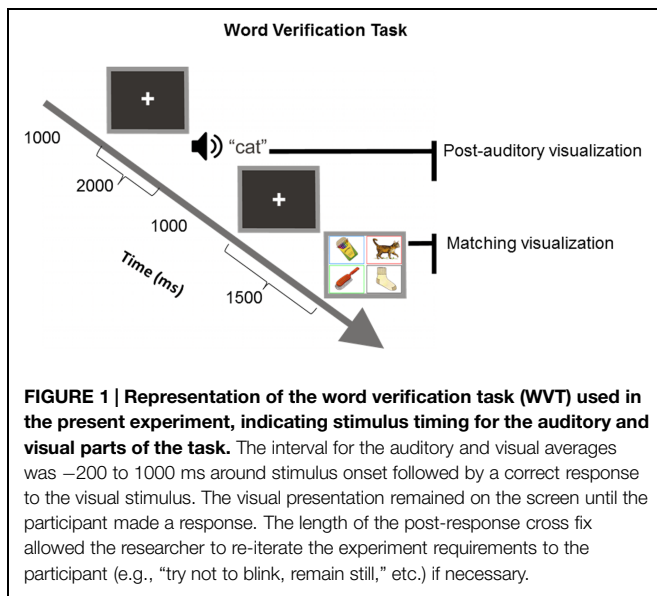 Word Verification Task
1000
"cat"
Post-auditory visualization
2000
1000
Matching visualization
Time (ms)
1500
FIGURE 1 | Representation of the word verification task (WVT) used in
the present experiment, indicating stimulus timing for the auditory and
visual parts of the task. The interval for the auditory and visual averages
was −200 to 1000 ms around stimulus onset followed by a correct response
to the visual stimulus. The visual presentation remained on the screen until the
participant made a response. The length of the post-response cross fix
allowed the researcher to re-iterate the experiment requirements to the
participant (e.g., “try not to blink, remain still,” etc.) if necessary.